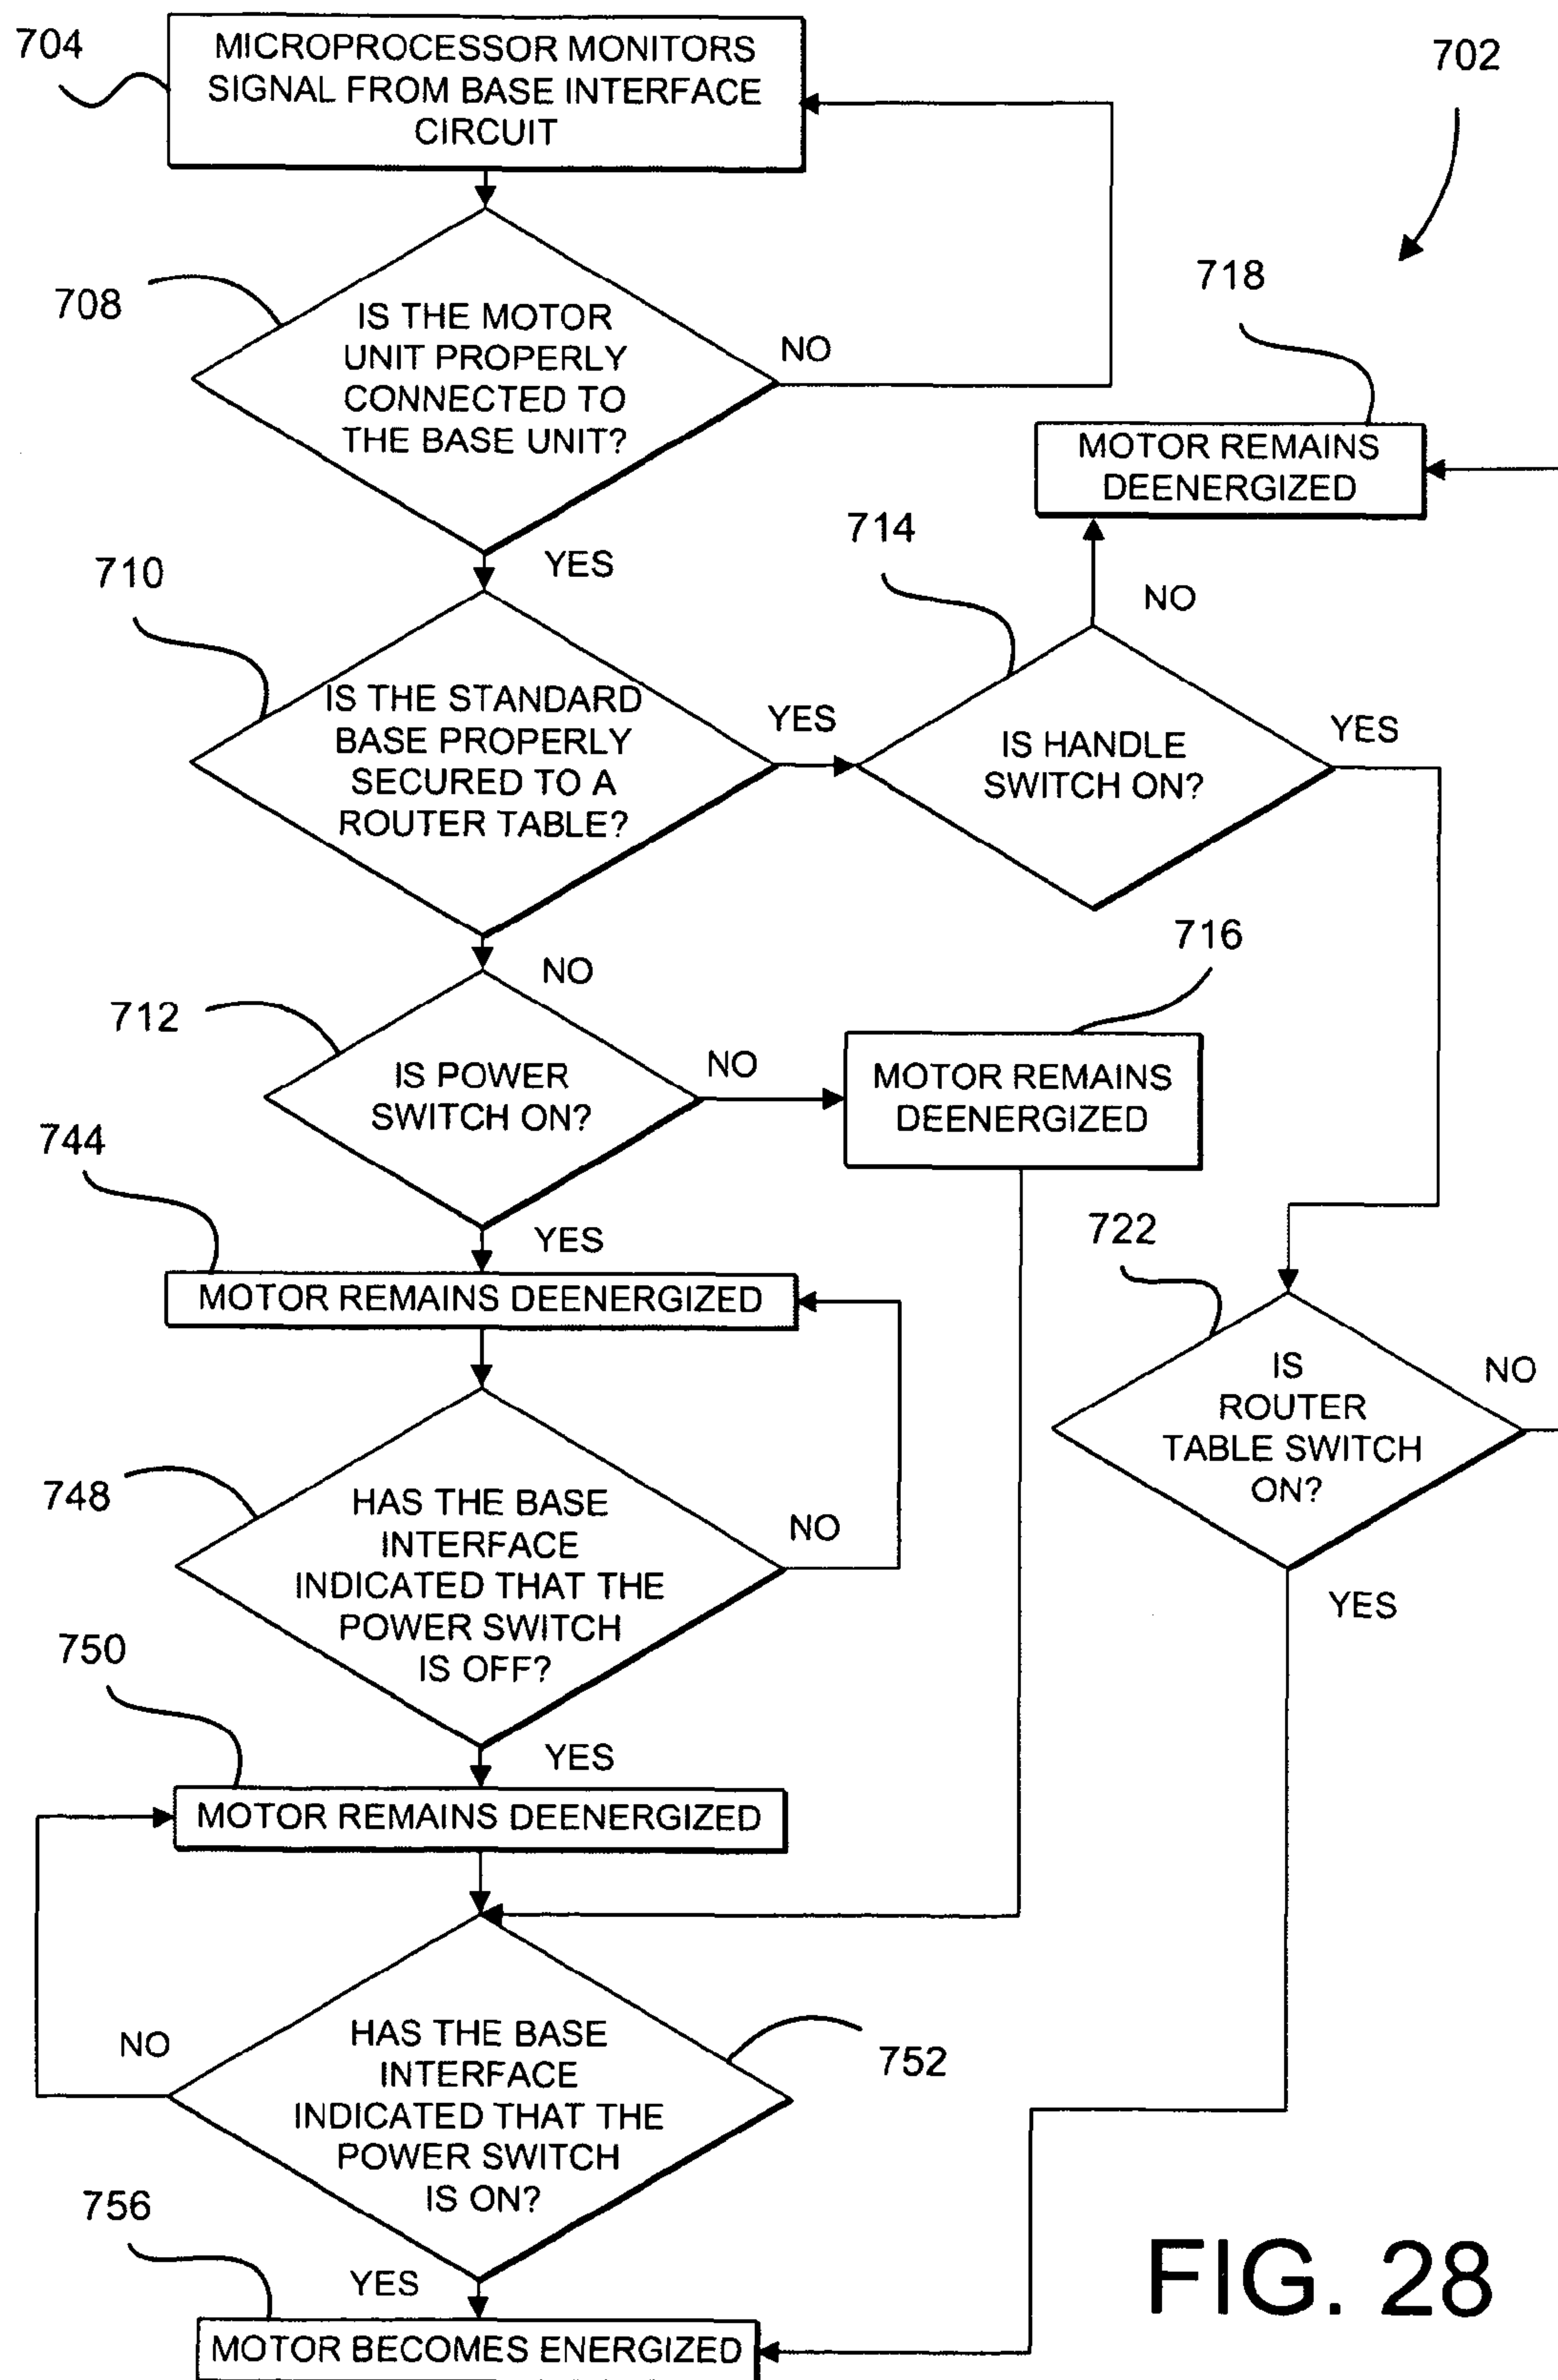 704
MICROPROCESSOR MONITORS
SIGNAL FROM BASE INTERFACE
CIRCUIT
702
708
IS THE MOTOR
UNIT PROPERLY
CONNECTED TO
THE BASE UNIT?
NO
718
MOTOR REMAINS
DEENERGIZED
YES
710
IS THE STANDARD
BASE PROPERLY
SECURED TO A
ROUTER TABLE?
YES
714
NO
IS HANDLE
SWITCH ON?
YES
NO
712
IS POWER
SWITCH ON?
NO
716
MOTOR REMAINS
DEENERGIZED
YES
744
MOTOR REMAINS DEENERGIZED
722
IS
ROUTER
TABLE SWITCH
ON?
NO
YES
748
HAS THE BASE
INTERFACE
INDICATED THAT THE
POWER SWITCH
IS OFF?
NO
YES
750
MOTOR REMAINS DEENERGIZED
NO
HAS THE BASE
INTERFACE
INDICATED THAT THE
POWER SWITCH
IS ON?
752
YES
756
MOTOR BECOMES ENERGIZED
FIG. 28